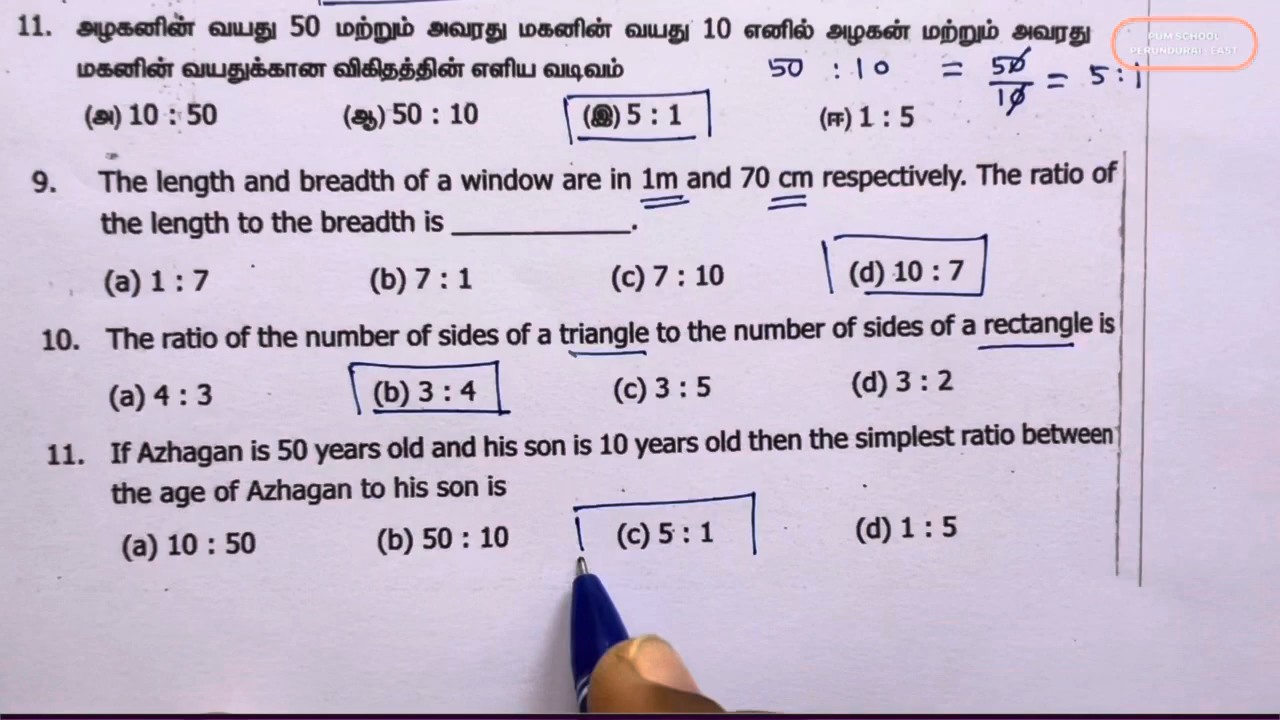 11. அழகனின் வயது 50 மற்றும் அவரது மகனின் வயது 10 எனில் அழகன் மற்றும் அவரது
மகனின் வயதுக்கான விகிதத்தின் எளிய வடிவம் 50 : 10 = 50/10 = 5 : 1
(அ) 10 : 50 (ஆ) 50 : 10 (இ) 5 : 1 (ஈ) 1 : 5
PUM SCHOOL
PERUNDURAI - EAST
9. The length and breadth of a window are in 1m and 70 cm respectively. The ratio of
the length to the breadth is ____________.
(a) 1 : 7 (b) 7 : 1 (c) 7 : 10 (d) 10 : 7
10. The ratio of the number of sides of a triangle to the number of sides of a rectangle is
(a) 4 : 3 (b) 3 : 4 (c) 3 : 5 (d) 3 : 2
11. If Azhagan is 50 years old and his son is 10 years old then the simplest ratio between
the age of Azhagan to his son is
(a) 10 : 50 (b) 50 : 10 (c) 5 : 1 (d) 1 : 5